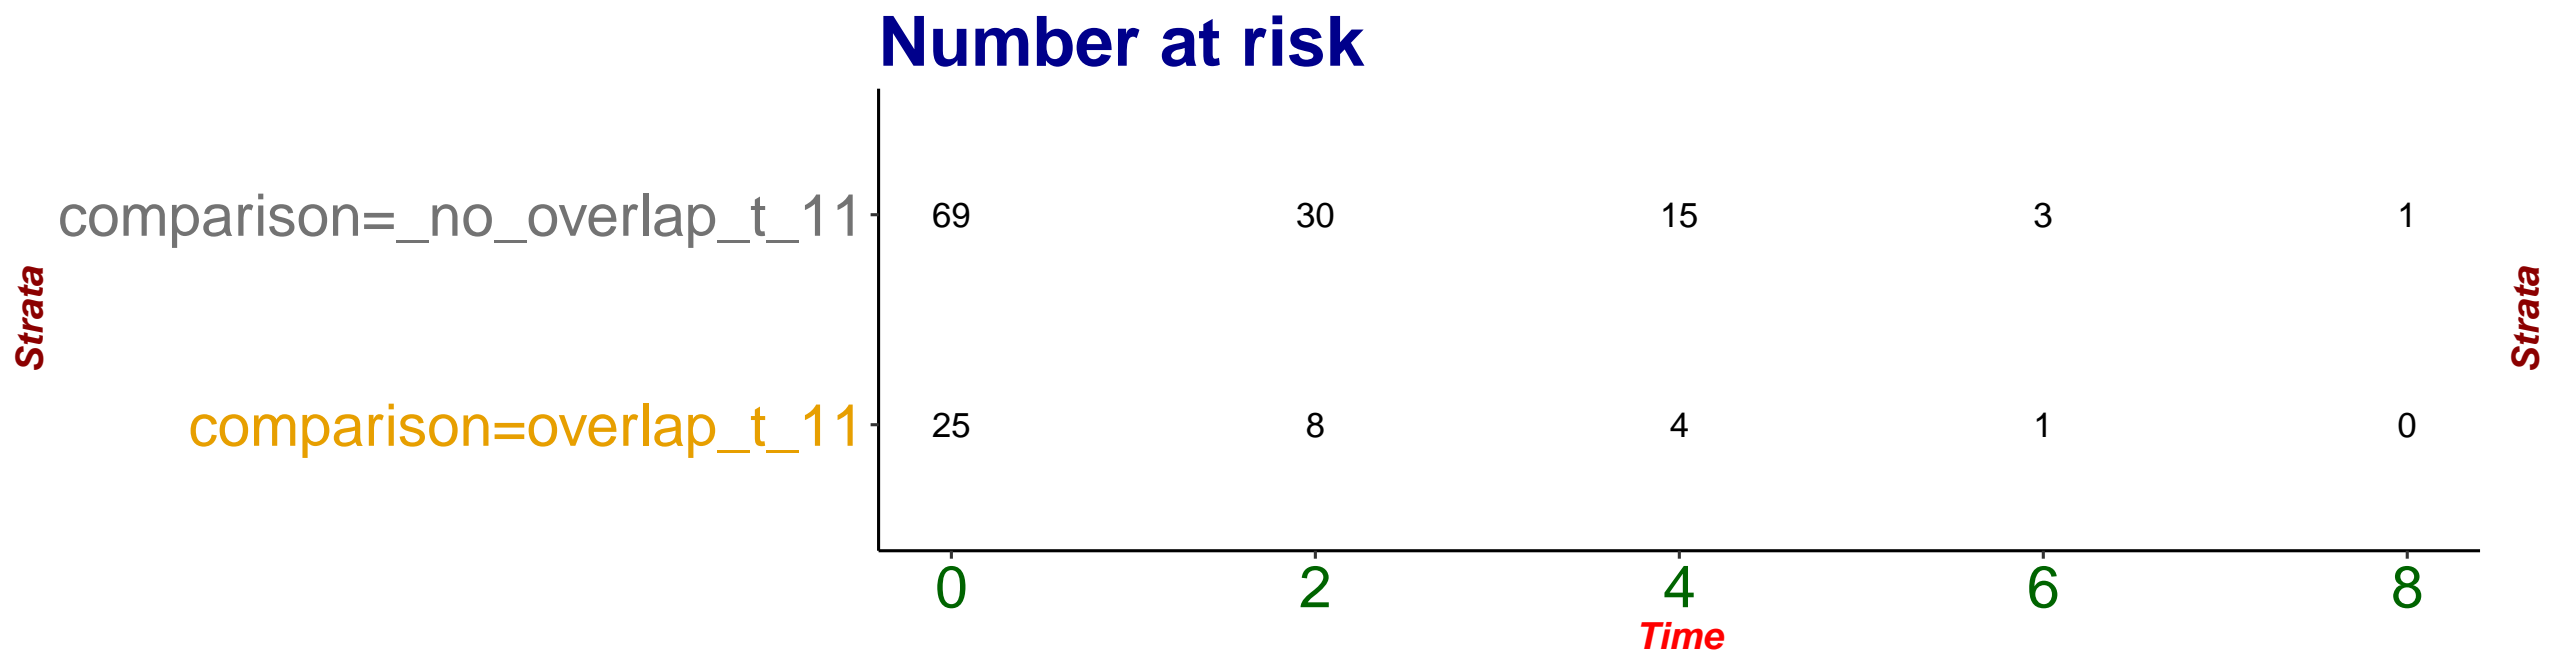 Number at risk
comparison=_no_overlap_t_11 69 30 15 3 1
Strata
Strata
comparison=overlap_t_11 25 8 4 1 0
0 2 4 6 8
Time